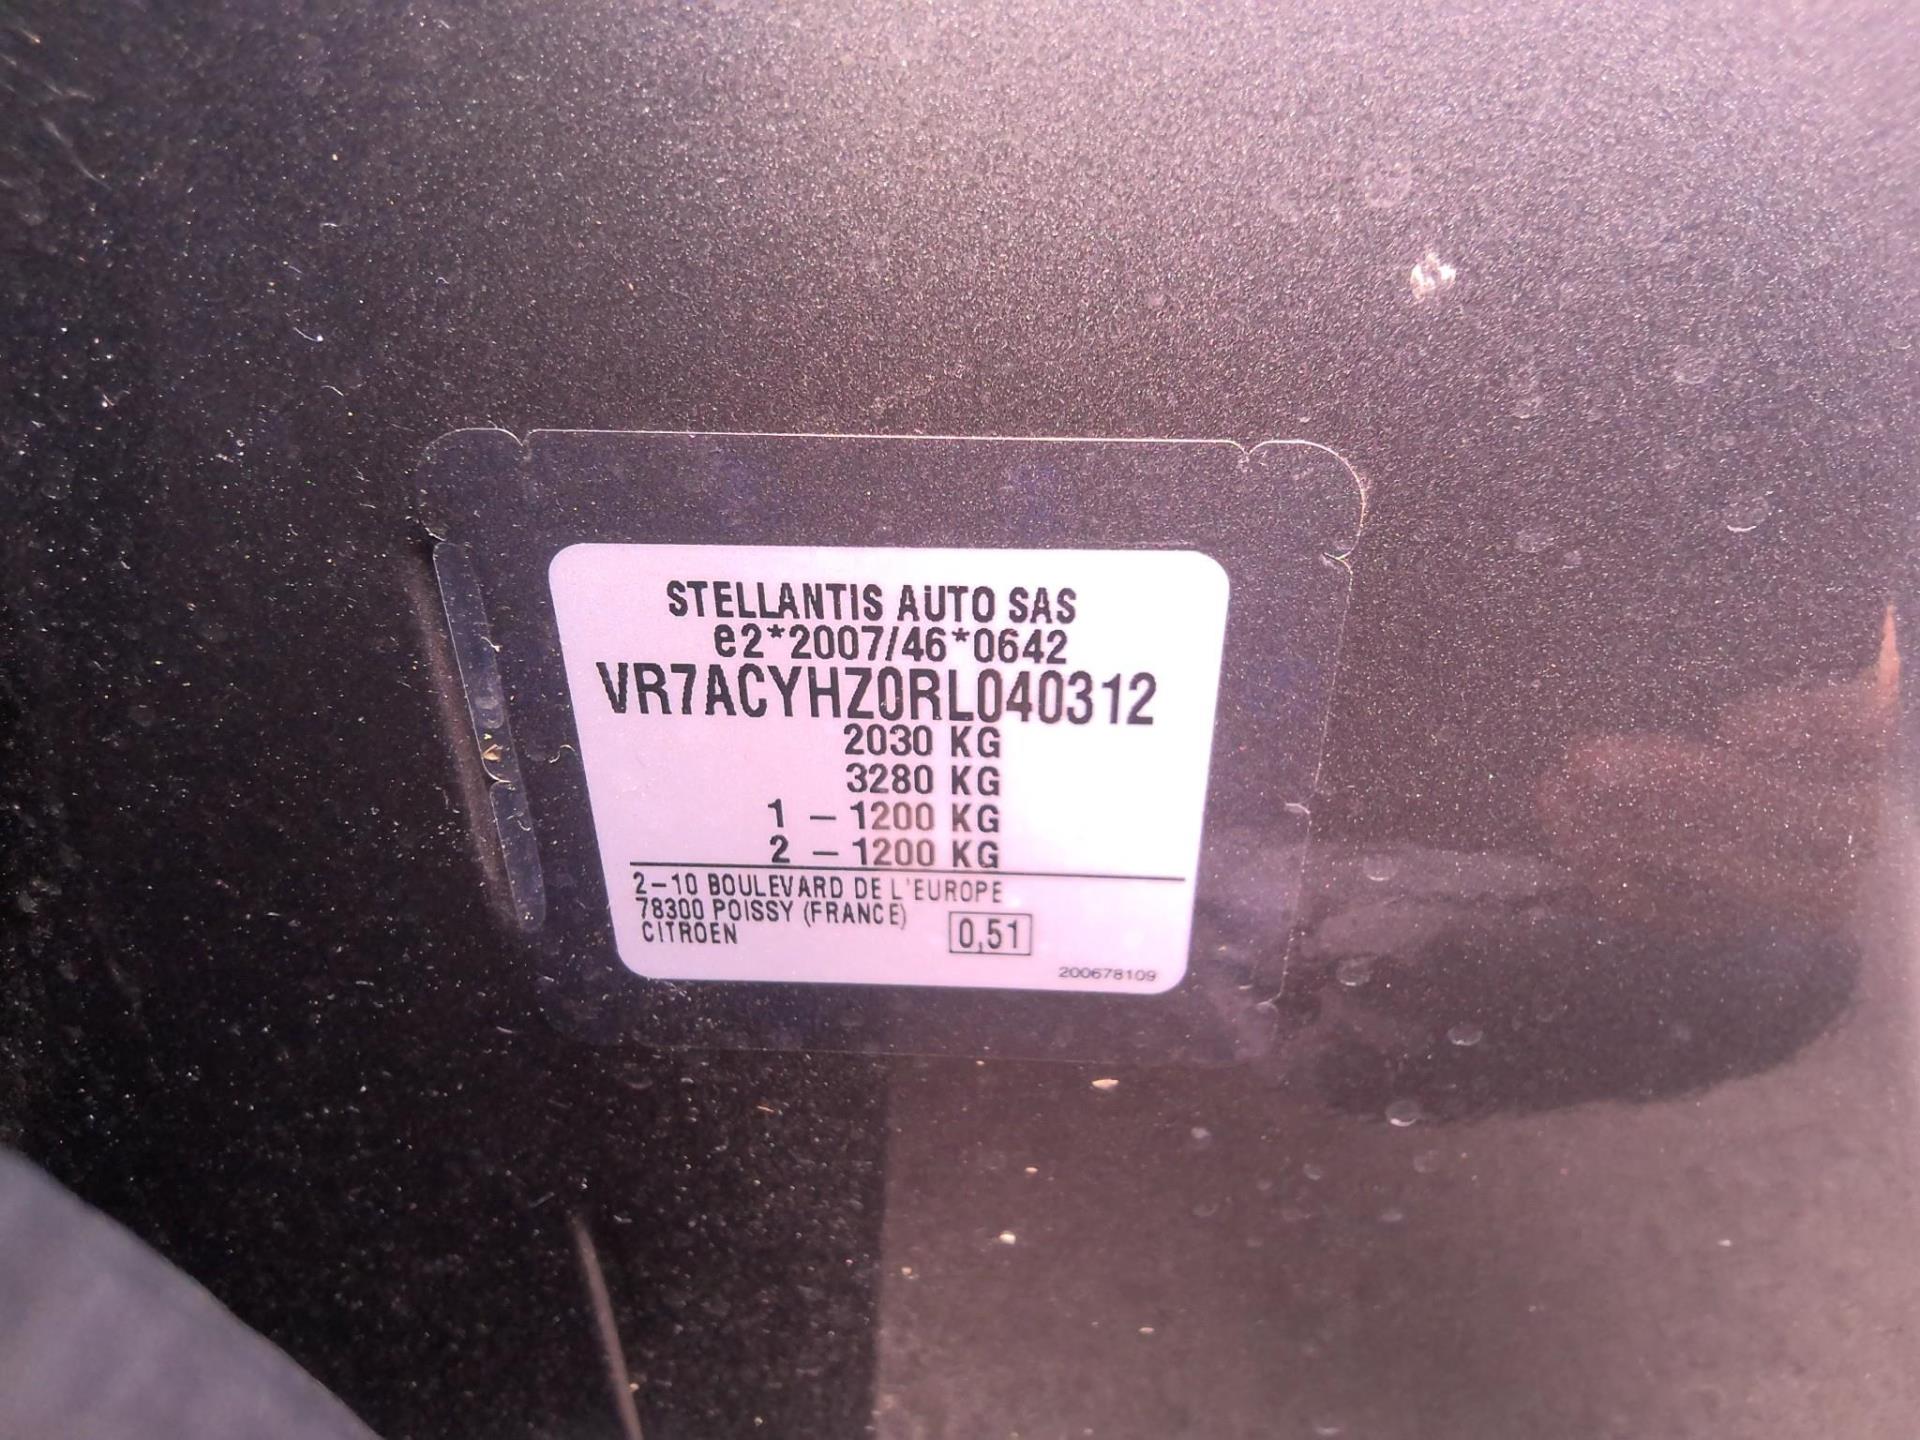 STELLANTIS AUTO SAS
e2*2007/46*0642
VR7ACYHZ0RL040312
2030 KG
3280 KG
1 – 1200 KG
2 – 1200 KG
2–10 BOULEVARD DE L'EUROPE
78300 POISSY (FRANCE)
CITROEN
0,51
200678109